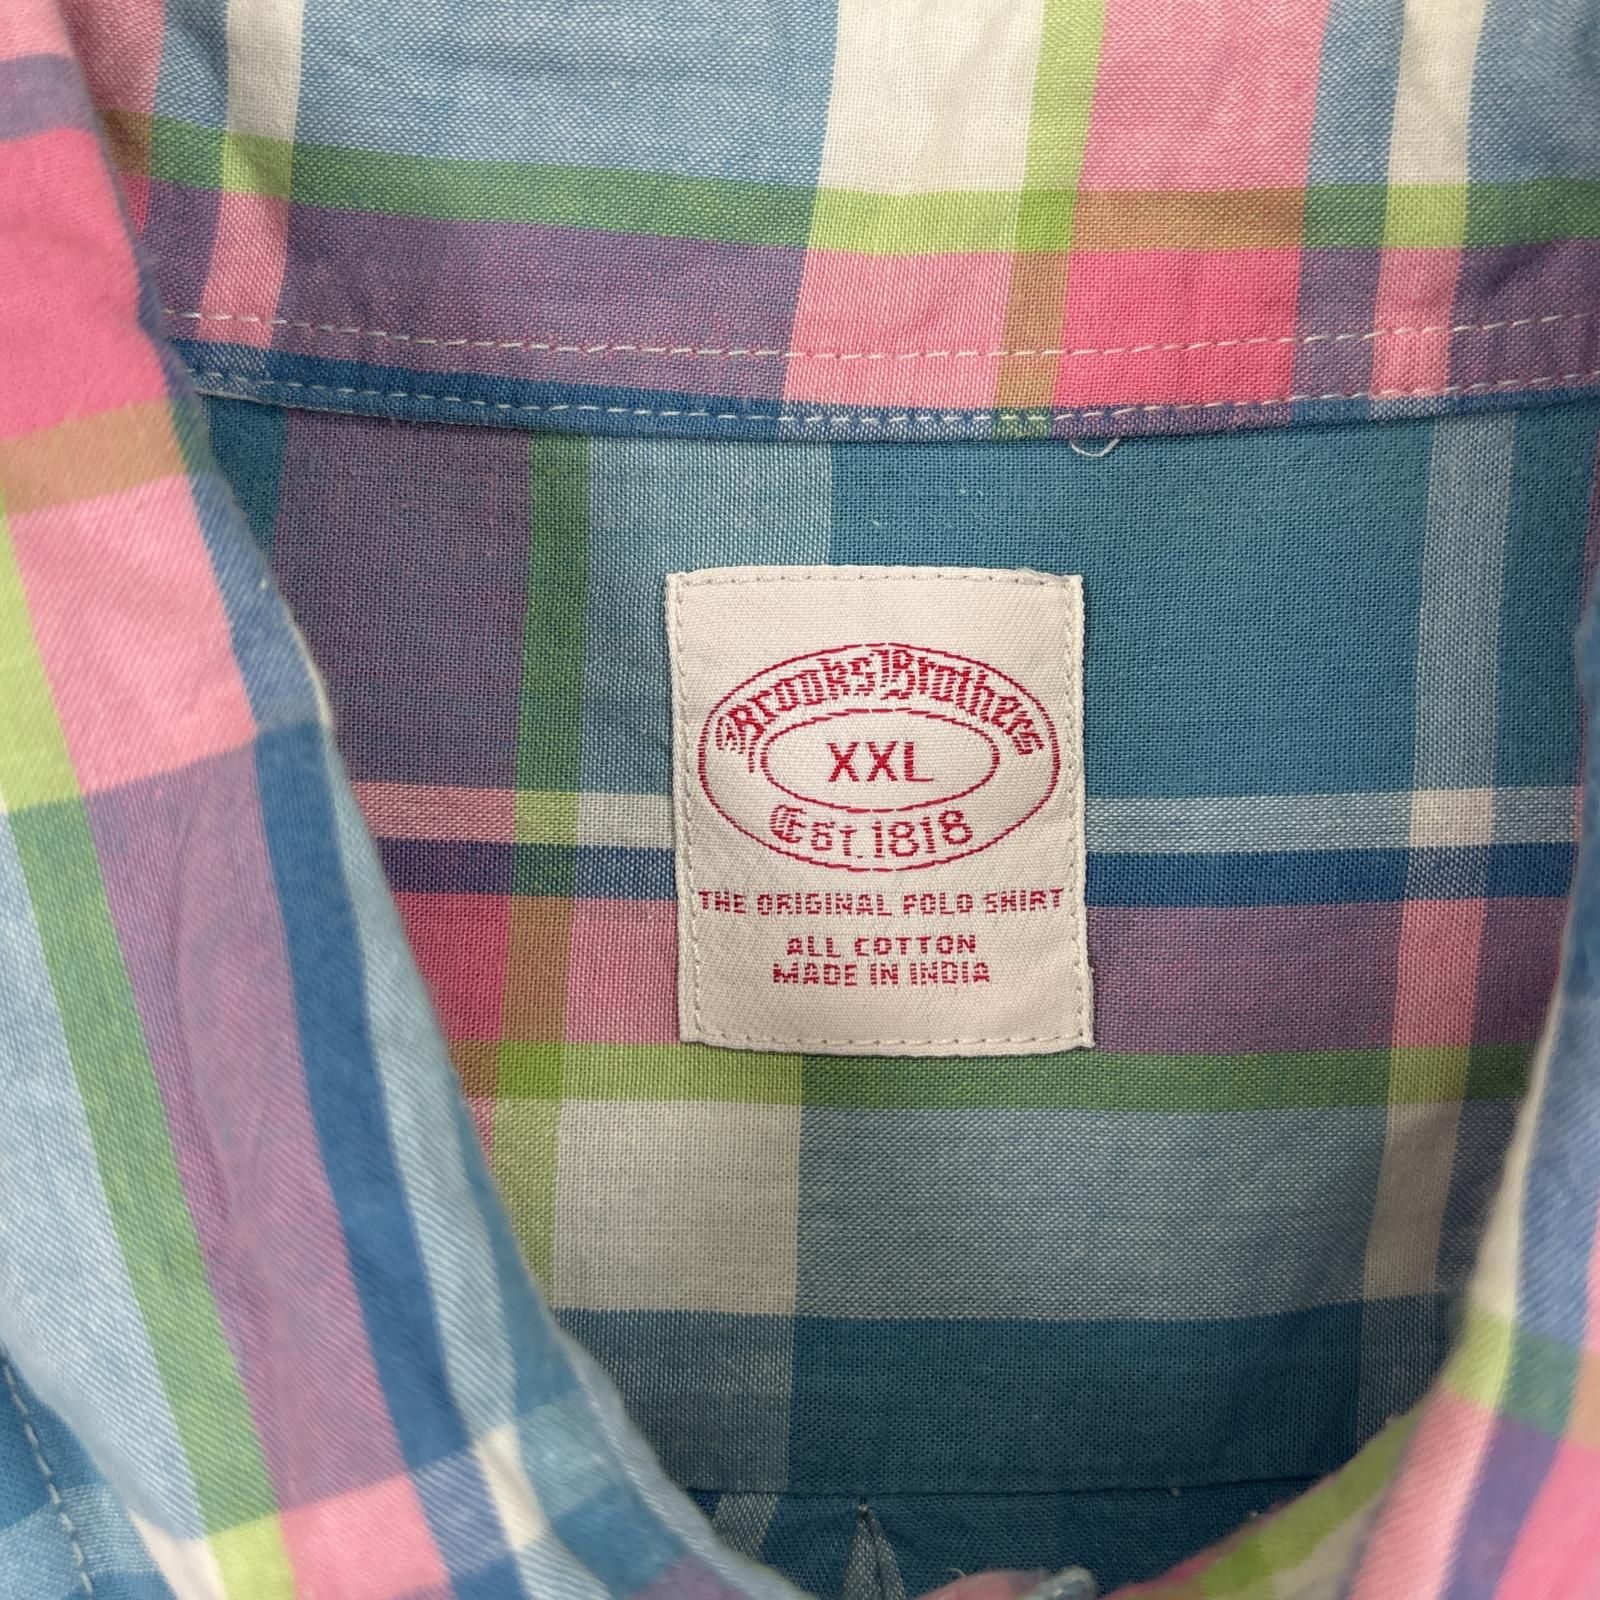 Brooks Brothers
XXL
Est. 1818
THE ORIGINAL POLO SHIRT
ALL COTTON
MADE IN INDIA